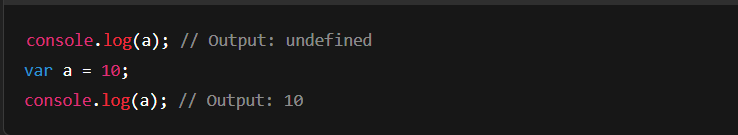 console.log(a); // Output: undefined
var a = 10;
console.log(a); // Output: 10